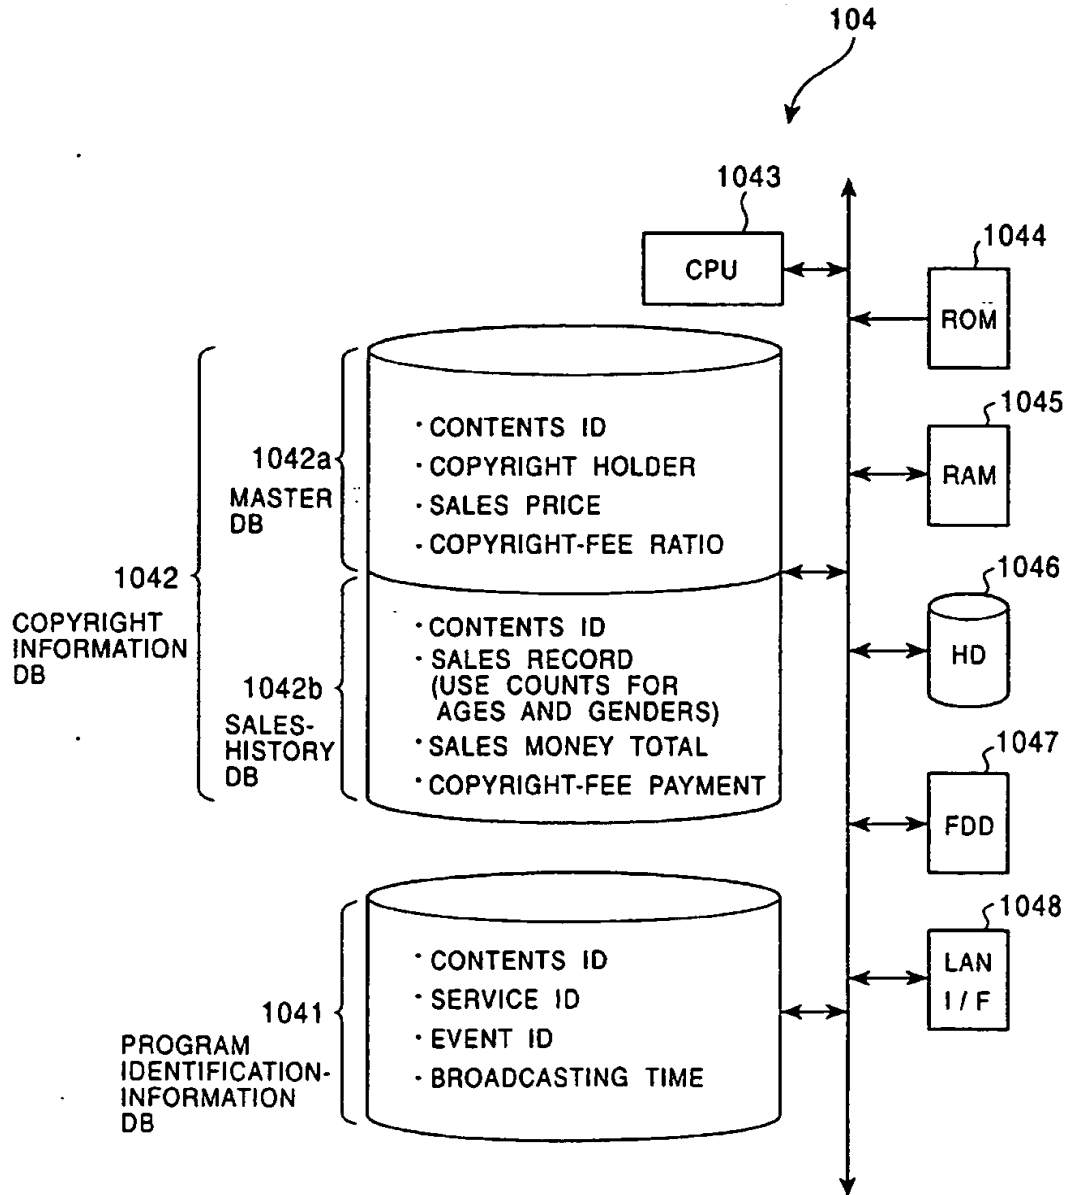 104
1043
CPU
1044
ROM
1045
RAM
1046
HD
1047
FDD
1048
LAN
I/F
1042
COPYRIGHT
INFORMATION
DB
1042a
MASTER
DB
· CONTENTS ID
· COPYRIGHT HOLDER
· SALES PRICE
· COPYRIGHT-FEE RATIO
1042b
SALES-
HISTORY
DB
· CONTENTS ID
· SALES RECORD
(USE COUNTS FOR
AGES AND GENDERS)
· SALES MONEY TOTAL
· COPYRIGHT-FEE PAYMENT
1041
PROGRAM
IDENTIFICATION-
INFORMATION
DB
· CONTENTS ID
· SERVICE ID
· EVENT ID
· BROADCASTING TIME